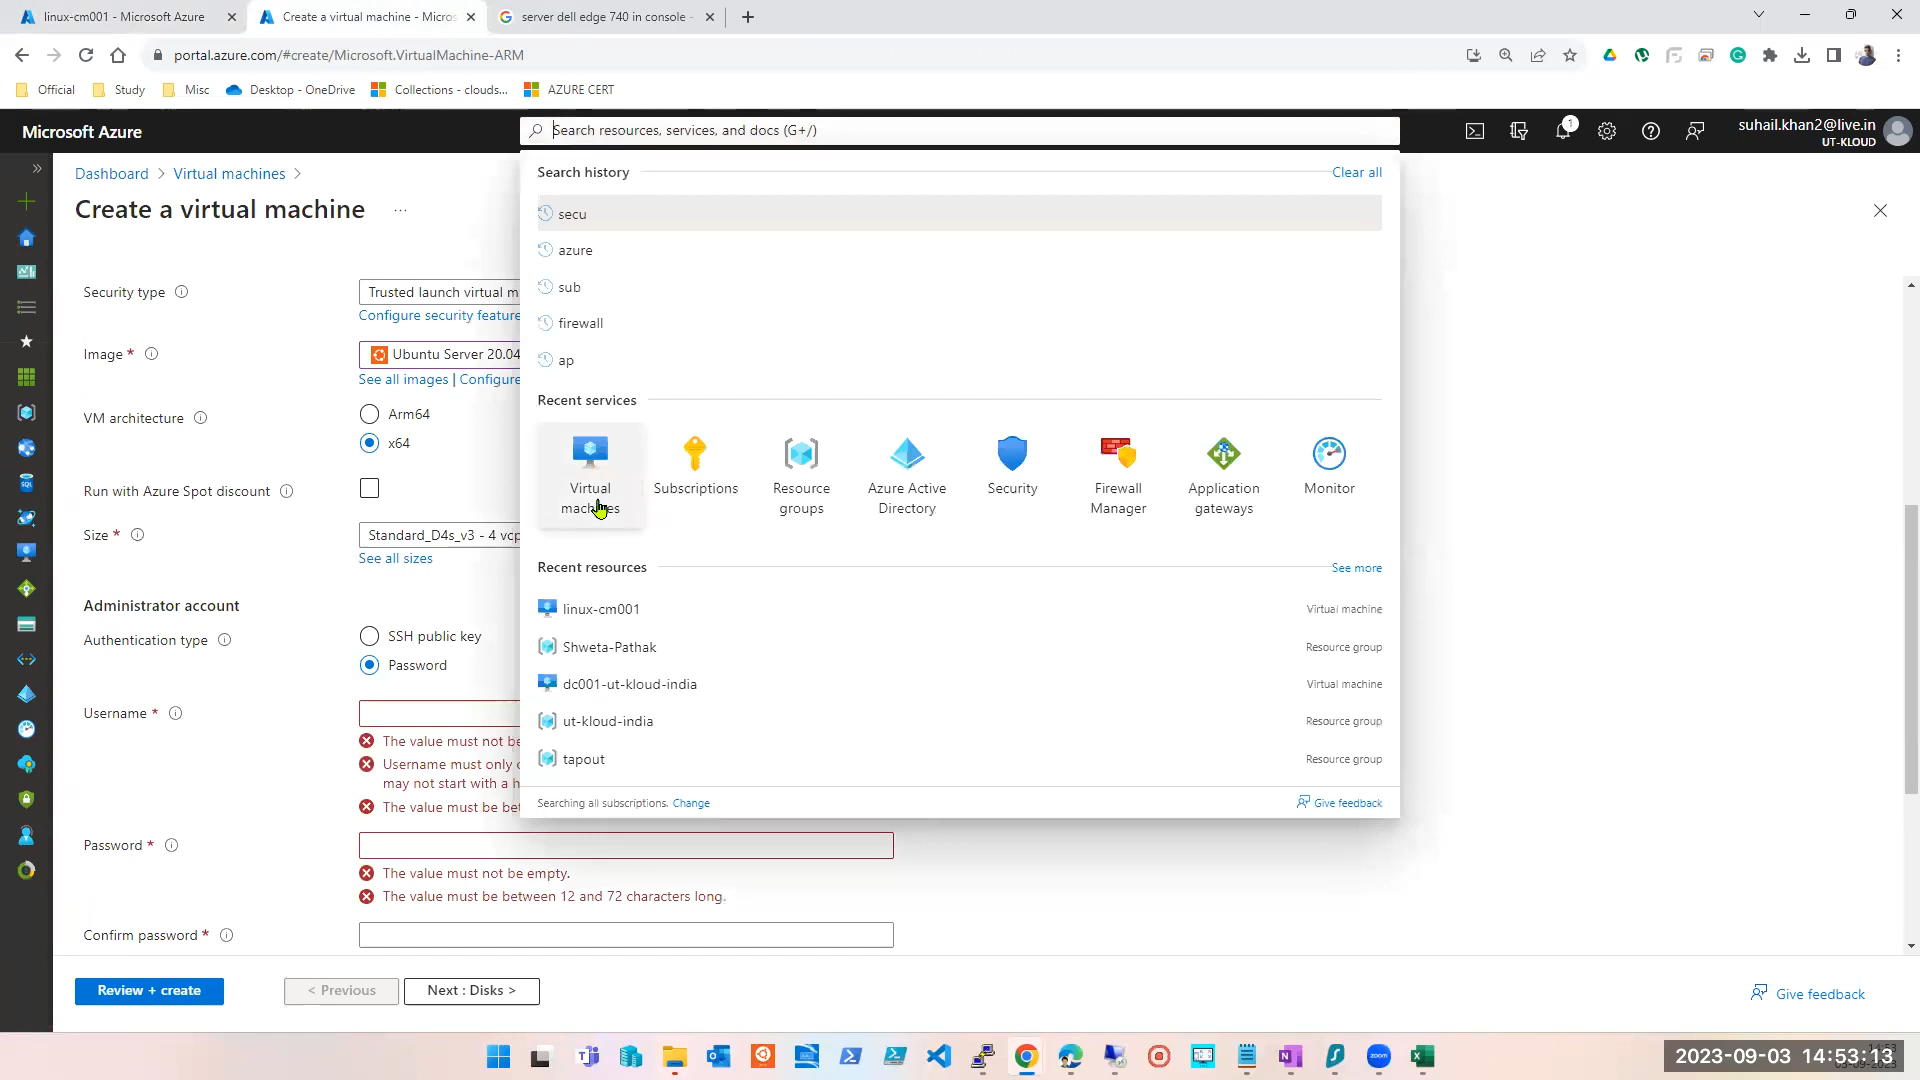 linux-cm001 - Microsoft Azure
Create a virtual machine - Micros
server dell edge 740 in console -
portal.azure.com/#create/Microsoft.VirtualMachine-ARM
Official
Study
Misc
Desktop - OneDrive
Collections - clouds...
AZURE CERT
Microsoft Azure
Search resources, services, and docs (G+/)
1
suhail.khan2@live.in
UT-KLOUD
Dashboard > Virtual machines >
Create a virtual machine ...
Search history
Clear all
secu
azure
sub
firewall
ap
Recent services
Virtual machines
Subscriptions
Resource groups
Azure Active Directory
Security
Firewall Manager
Application gateways
Monitor
Recent resources
See more
linux-cm001 Virtual machine
Shweta-Pathak Resource group
dc001-ut-kloud-india Virtual machine
ut-kloud-india Resource group
tapout Resource group
Searching all subscriptions. Change
Give feedback
Security type
Trusted launch virtual m
Configure security feature
Image *
Ubuntu Server 20.04
See all images | Configure
VM architecture
Arm64
x64
Run with Azure Spot discount
Size *
Standard_D4s_v3 - 4 vcp
See all sizes
Administrator account
Authentication type
SSH public key
Password
Username *
The value must not be
Username must only
may not start with a h
The value must be bet
Password *
The value must not be empty.
The value must be between 12 and 72 characters long.
Confirm password *
Review + create
< Previous
Next : Disks >
Give feedback
zoom
2023-09-03 14:53:13